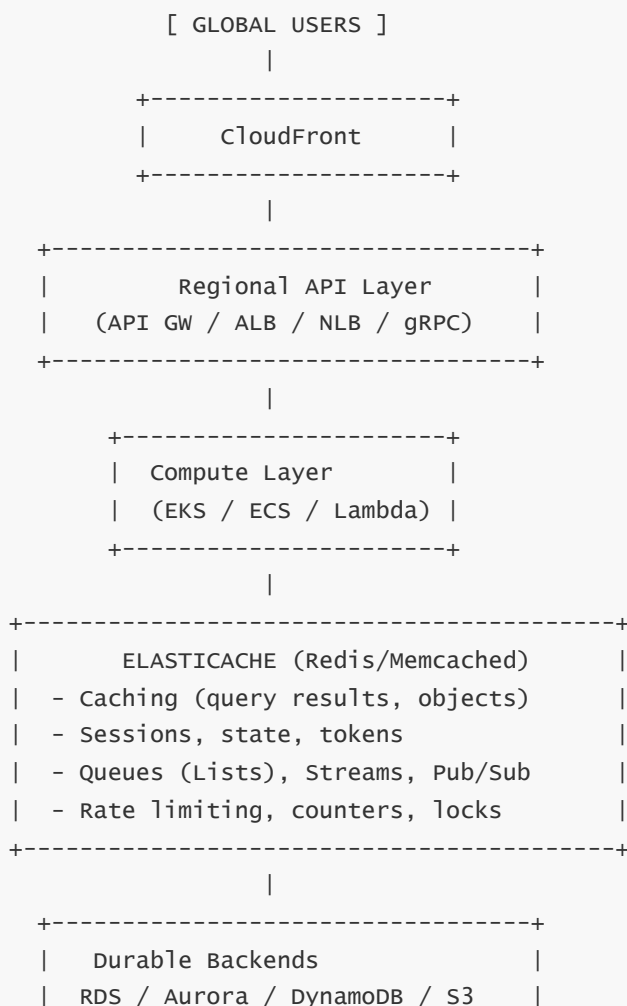 [ GLOBAL USERS ]
|
+---------------------+
|     CloudFront      |
+---------------------+
|
+----------------------------------+
|         Regional API Layer       |
|   (API GW / ALB / NLB / gRPC)    |
+----------------------------------+
|
+-----------------------+
|  Compute Layer        |
|  (EKS / ECS / Lambda) |
+-----------------------+
|
+------------------------------------------+
|       ELASTICACHE (Redis/Memcached)      |
|  - Caching (query results, objects)      |
|  - Sessions, state, tokens               |
|  - Queues (Lists), Streams, Pub/Sub      |
|  - Rate limiting, counters, locks        |
+------------------------------------------+
|
+----------------------------------+
|   Durable Backends               |
|  RDS / Aurora / DynamoDB / S3    |